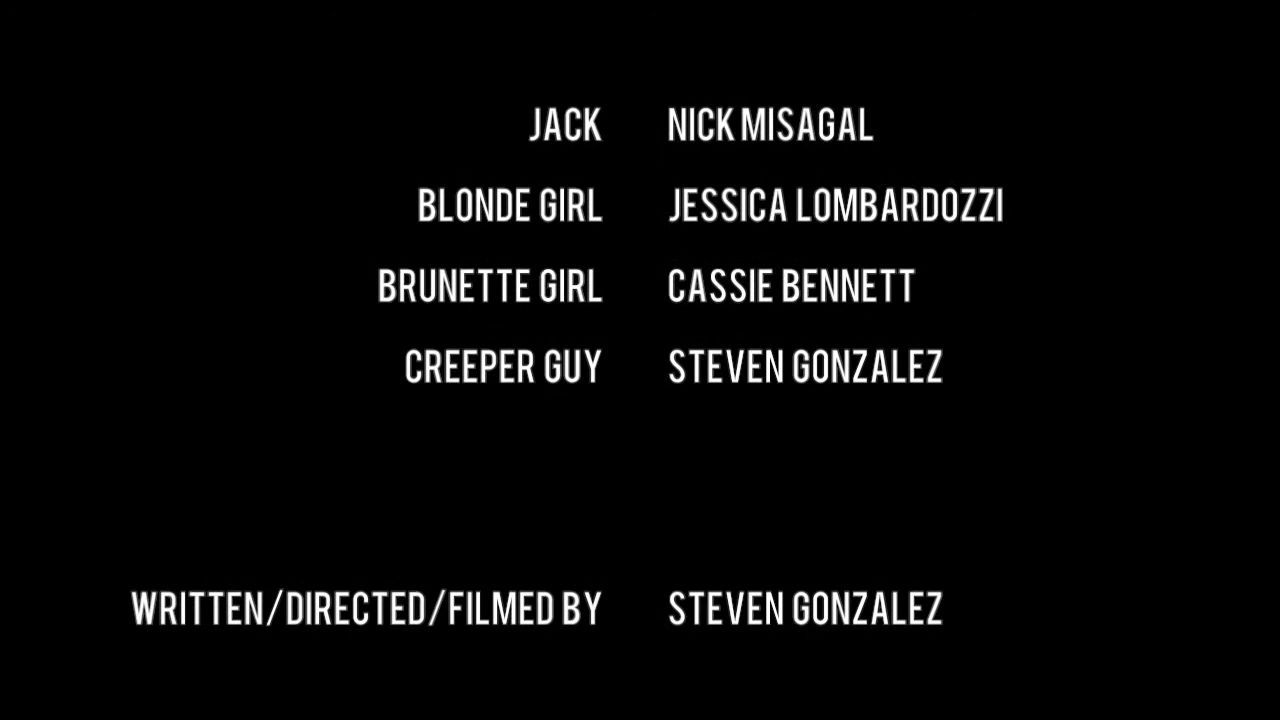 JACK NICK MISAGAL
BLONDE GIRL JESSICA LOMBARDOZZI
BRUNETTE GIRL CASSIE BENNETT
CREEPER GUY STEVEN GONZALEZ
WRITTEN/DIRECTED/FILMED BY STEVEN GONZALEZ